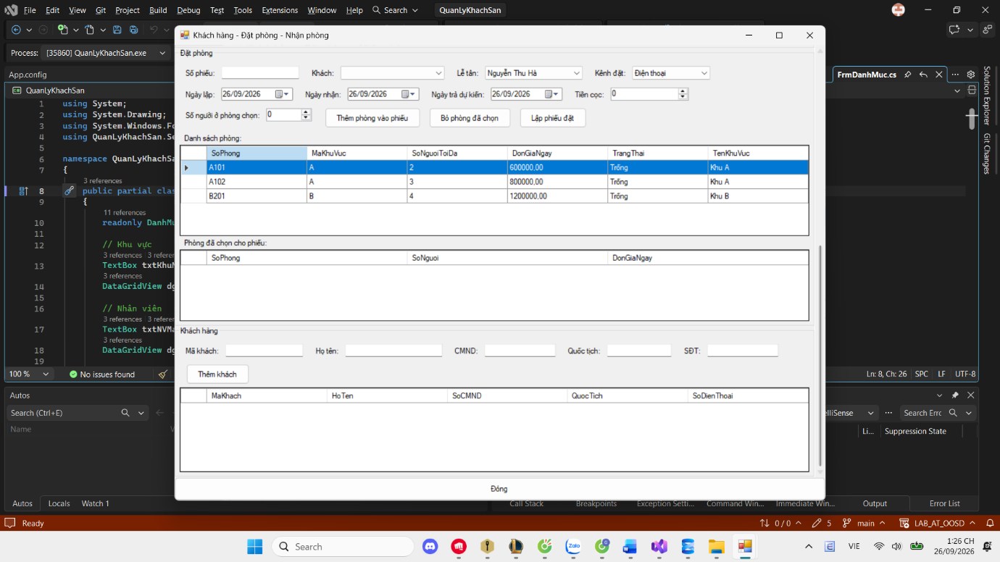 File Edit View Git Project Build Debug Test Tools Extensions Window Help Search QuanLyKhachSan
Process: [35860] QuanLyKhachSan.exe
App.config
FrmDanhMuc.cs
QuanLyKhachSan
1 using System;
2 using System.Drawing;
3 using System.Windows.Fo
4 using QuanLyKhachSan.Se
5
6 namespace QuanLyKhachSa
7 {
3 references
8 public partial clas
9 {
11 references
10 readonly DanhMu
11
12 // Khu vực
3 references 3 refere
13 TextBox txtKhuM
3 references
14 DataGridView dg
15
16 // Nhân viên
3 references 3 refere
17 TextBox txtNVMa
3 references
18 DataGridView dg
19
100 % No issues found
Ln: 8, Ch: 26 SPC LF UTF-8
Solution Explorer
Git Changes
Khách hàng - Đặt phòng - Nhận phòng
Đặt phòng
Số phiếu: Khách: Lễ tân: Nguyễn Thu Hà Kênh đặt: Điện thoại
Ngày lập: 26/09/2026 Ngày nhận: 26/09/2026 Ngày trả dự kiến: 26/09/2026 Tiền cọc: 0
Số người ở phòng chọn: 0 Thêm phòng vào phiếu Bỏ phòng đã chọn Lập phiếu đặt
Danh sách phòng:
SoPhong MaKhuVuc SoNguoiToiDa DonGiaNgay TrangThai TenKhuVuc
A101 A 2 600000,00 Trống Khu A
A102 A 3 800000,00 Trống Khu A
B201 B 4 1200000,00 Trống Khu B
Phòng đã chọn cho phiếu:
SoPhong SoNguoi DonGiaNgay
Khách hàng
Mã khách: Họ tên: CMND: Quốc tịch: SĐT:
Thêm khách
MaKhach HoTen SoCMND QuocTich SoDienThoai
Đóng
Autos
Search (Ctrl+E)
Name V
elliSense Search Errc
Li... Suppression State
Autos Locals Watch 1
Call Stack Breakpoints Exception Setti... Command Win... Immediate Win... Output Error List
Ready 0 / 0 5 main LAB_AT_OOSD
Search Zalo 0 VIE 1:26 CH
26/09/2026